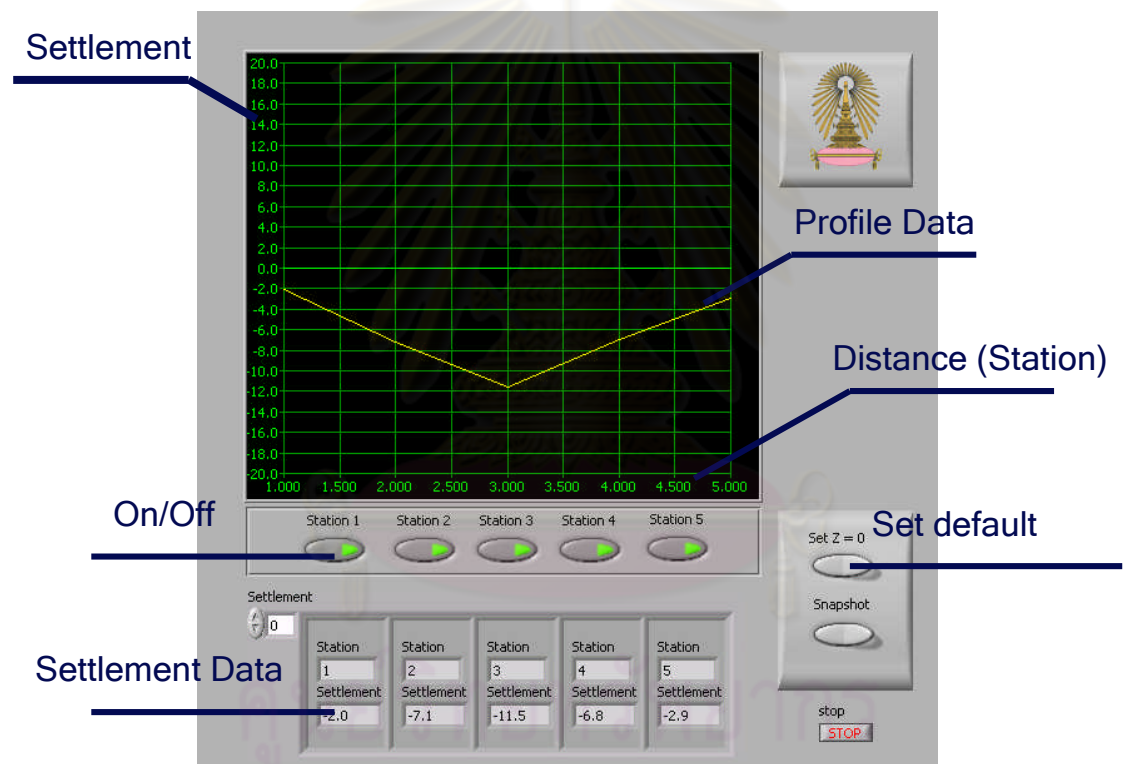 Settlement
20.0
18.0
16.0
14.0
12.0
10.0
8.0
6.0
4.0
2.0
0.0
-2.0
-4.0
-6.0
-8.0
-10.0
-12.0
-14.0
-16.0
-18.0
-20.0
1.000 1.500 2.000 2.500 3.000 3.500 4.000 4.500 5.000
Profile Data
Distance (Station)
On/Off
Station 1 Station 2 Station 3 Station 4 Station 5
Set Z = 0
Set default
Snapshot
Settlement
0
Settlement Data
Station Station Station Station Station
1 2 3 4 5
Settlement Settlement Settlement Settlement Settlement
-2.0 -7.1 -11.5 -6.8 -2.9
stop
STOP